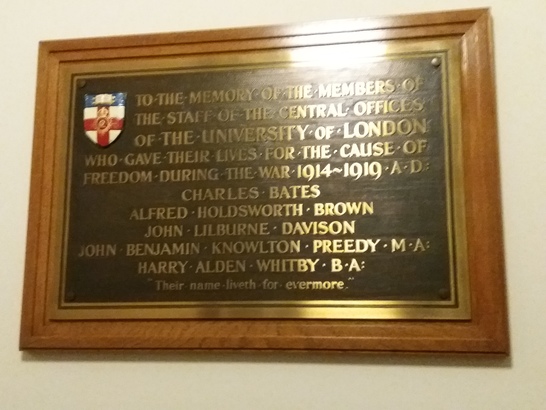 TO·THE·MEMORY·OF·THE·MEMBERS·OF
THE·STAFF·OF·THE·CENTRAL·OFFICES
OF·THE·UNIVERSITY·OF·LONDON
WHO·GAVE·THEIR·LIVES·FOR·THE·CAUSE·OF
FREEDOM·DURING·THE·WAR·1914~1919·A·D:
CHARLES·BATES
ALFRED·HOLDSWORTH·BROWN
JOHN·LILBURNE·DAVISON
JOHN·BENJAMIN·KNOWLTON·PREEDY·M·A:
HARRY·ALDEN·WHITBY·B·A:
"Their·name·liveth·for·evermore."